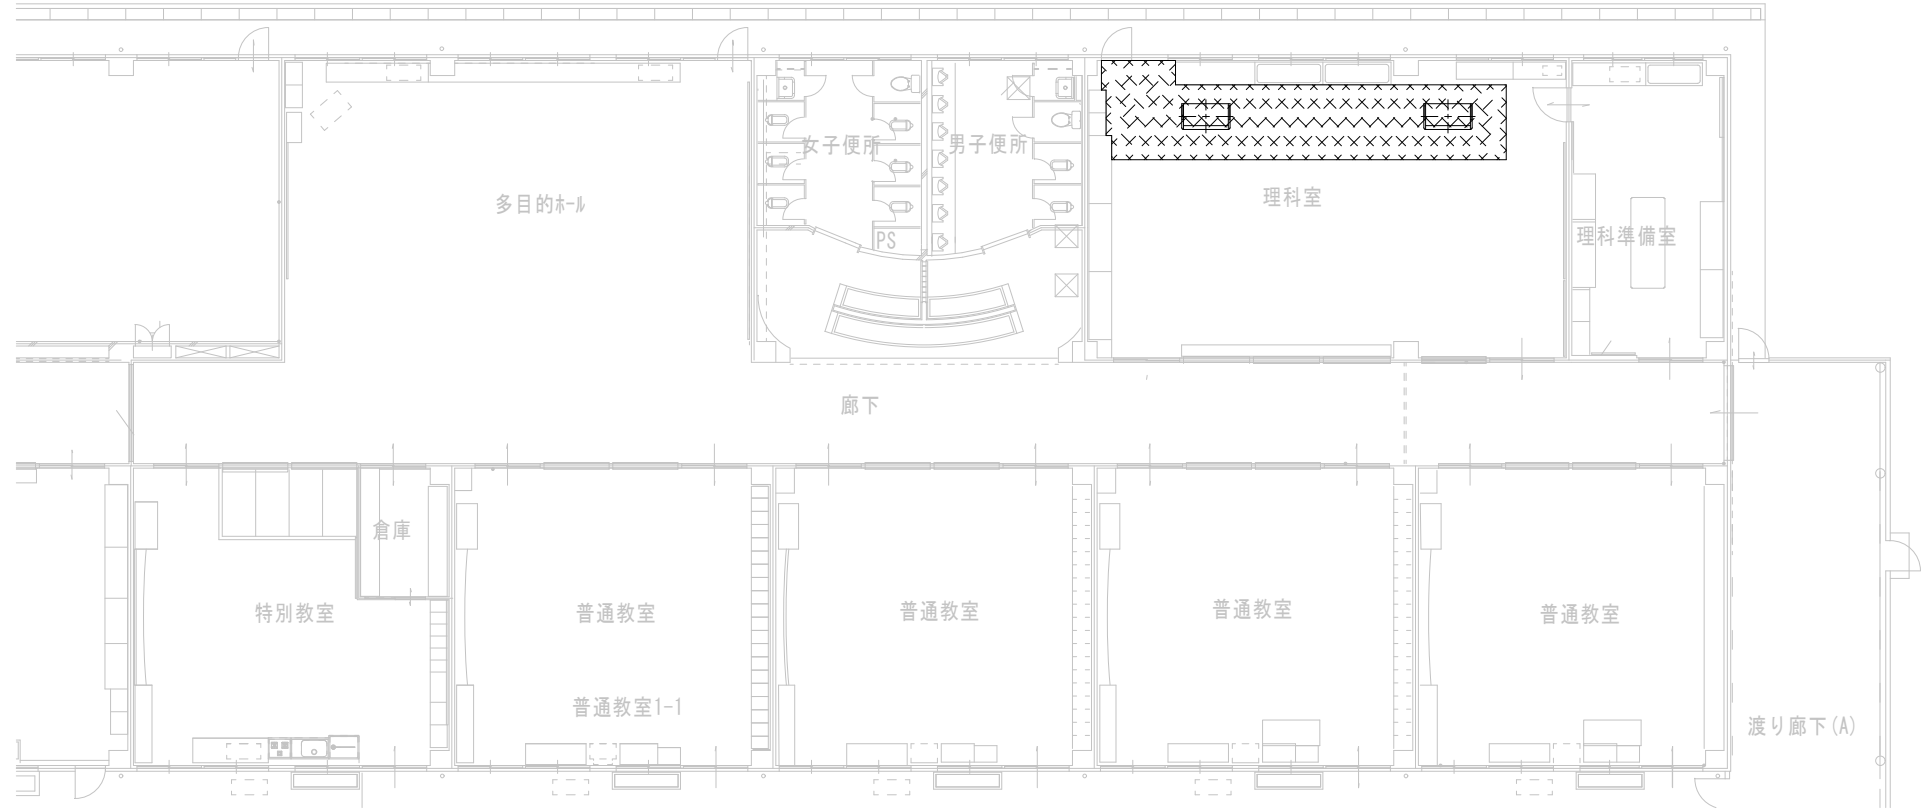 女子便所
男子便所
多目的ホール
理科室
PS
理科準備室
廊下
倉庫
特別教室
普通教室
普通教室
普通教室
普通教室
普通教室1-1
渡り廊下(A)